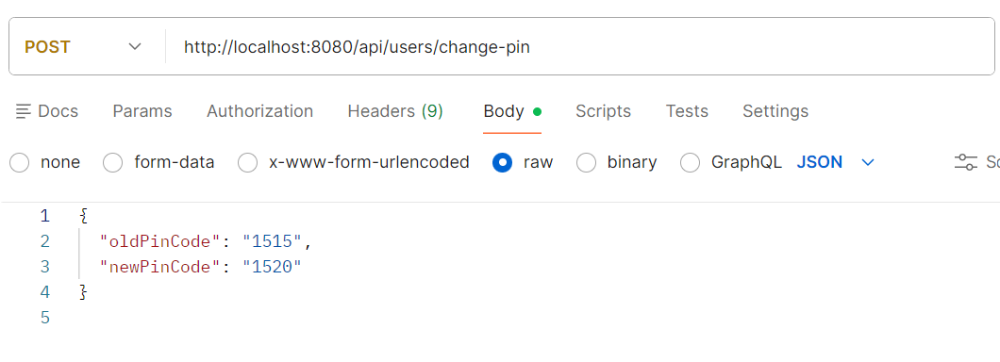 POST http://localhost:8080/api/users/change-pin
Docs Params Authorization Headers (9) Body Scripts Tests Settings
none form-data x-www-form-urlencoded raw binary GraphQL JSON
1 {
2 "oldPinCode": "1515",
3 "newPinCode": "1520"
4 }
5